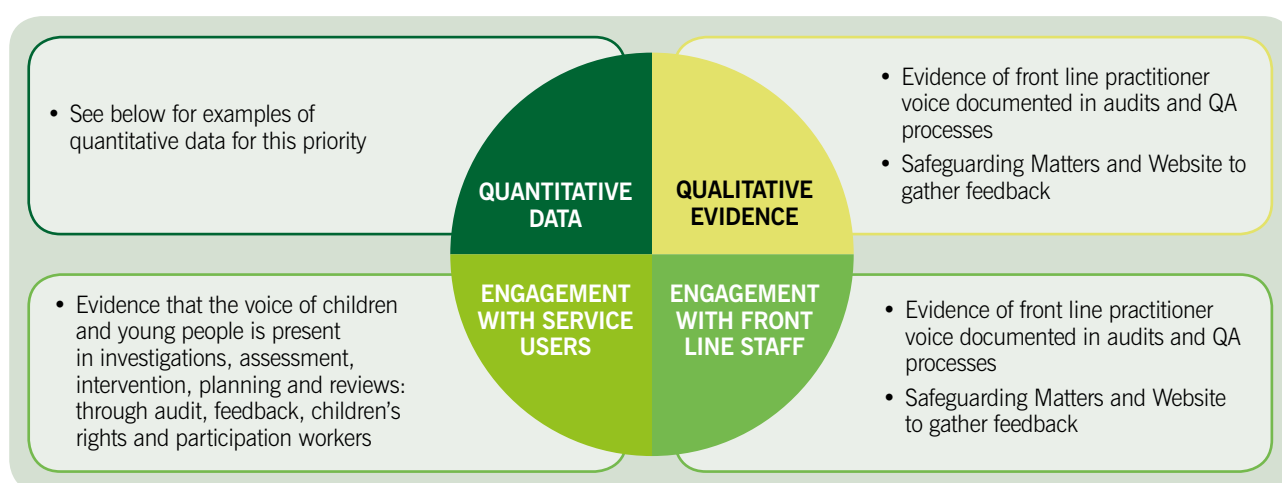 • See below for examples of
quantitative data for this priority
QUANTITATIVE
DATA
QUALITATIVE
EVIDENCE
• Evidence of front line practitioner
voice documented in audits and QA
processes
• Safeguarding Matters and Website to
gather feedback
• Evidence that the voice of children
and young people is present
in investigations, assessment,
intervention, planning and reviews:
through audit, feedback, children’s
rights and participation workers
ENGAGEMENT
WITH SERVICE
USERS
ENGAGEMENT
WITH FRONT
LINE STAFF
• Evidence of front line practitioner
voice documented in audits and QA
processes
• Safeguarding Matters and Website
to gather feedback